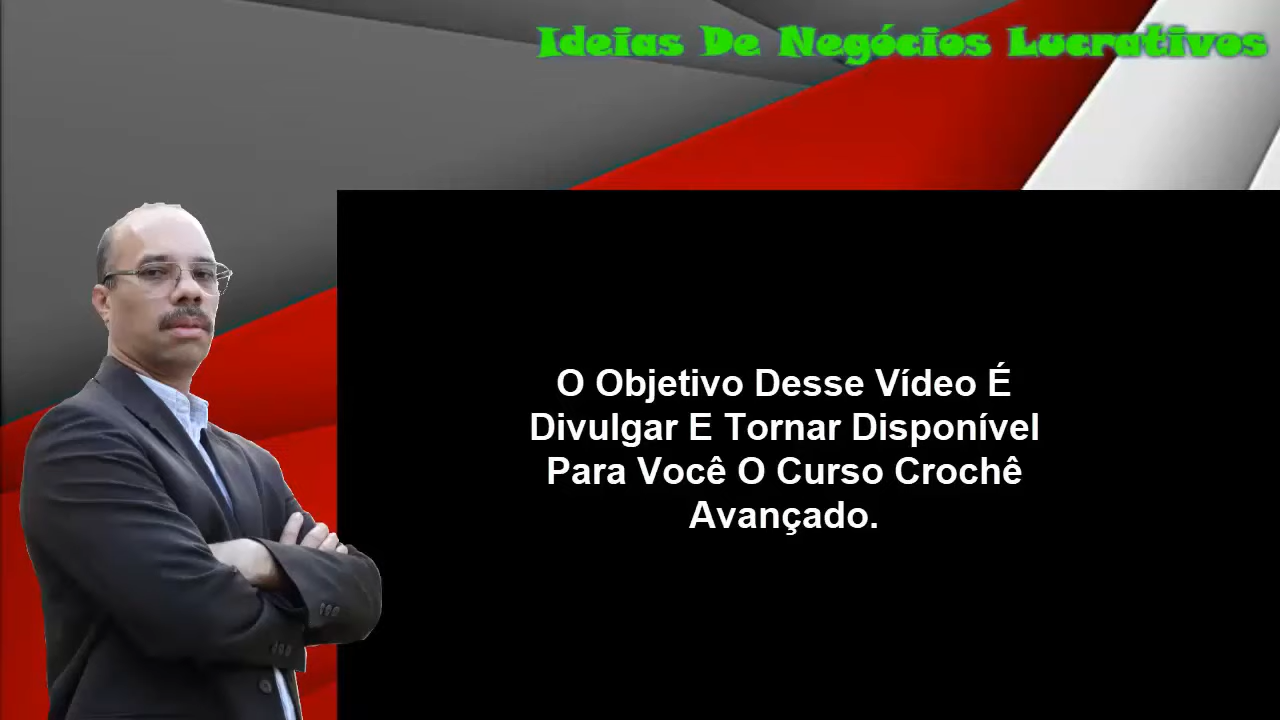 Ideias De Negócios Lucrativos
O Objetivo Desse Vídeo É
Divulgar E Tornar Disponível
Para Você O Curso Crochê
Avançado.